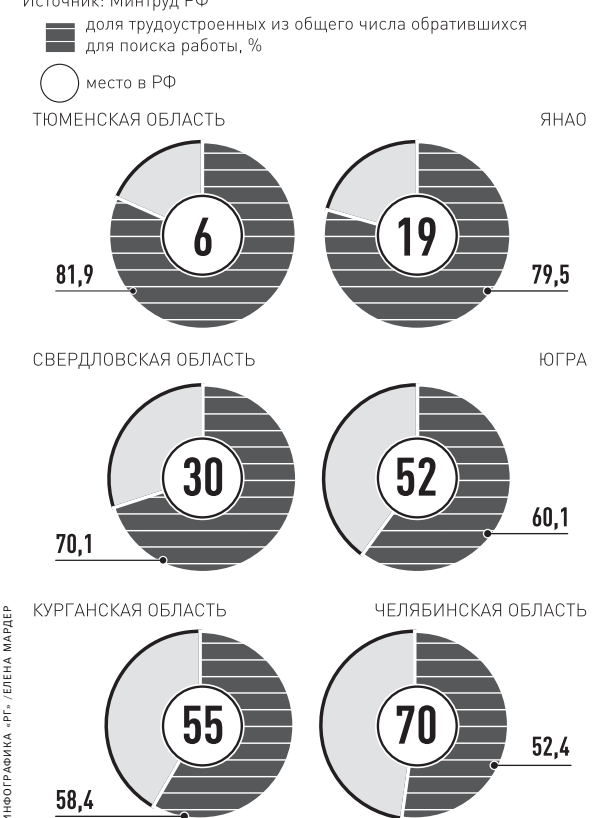 Источник: Минтруд РФ
доля трудоустроенных из общего числа обратившихся
для поиска работы, %
место в РФ
ТЮМЕНСКАЯ ОБЛАСТЬ
ЯНАО
6
19
81,9
79,5
СВЕРДЛОВСКАЯ ОБЛАСТЬ
ЮГРА
30
52
70,1
60,1
КУРГАНСКАЯ ОБЛАСТЬ
ЧЕЛЯБИНСКАЯ ОБЛАСТЬ
55
70
58,4
52,4
ИНФОГРАФИКА «РГ» / ЕЛЕНА МАРДЕР